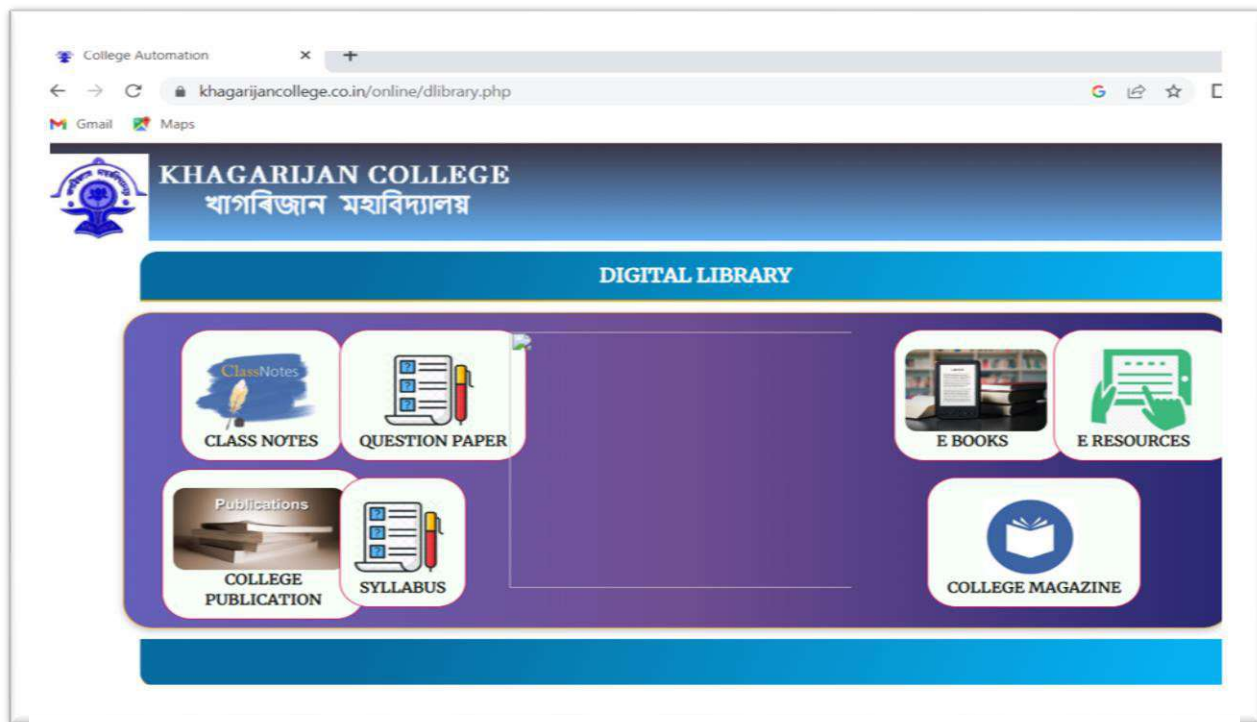 College Automation
khagarijancollege.co.in/online/dlibrary.php
Gmail Maps
KHAGARIJAN COLLEGE
খাগৰিজান মহাবিদ্যালয়
DIGITAL LIBRARY
ClassNotes
CLASS NOTES
QUESTION PAPER
E BOOKS
E RESOURCES
Publications
COLLEGE
PUBLICATION
SYLLABUS
COLLEGE MAGAZINE